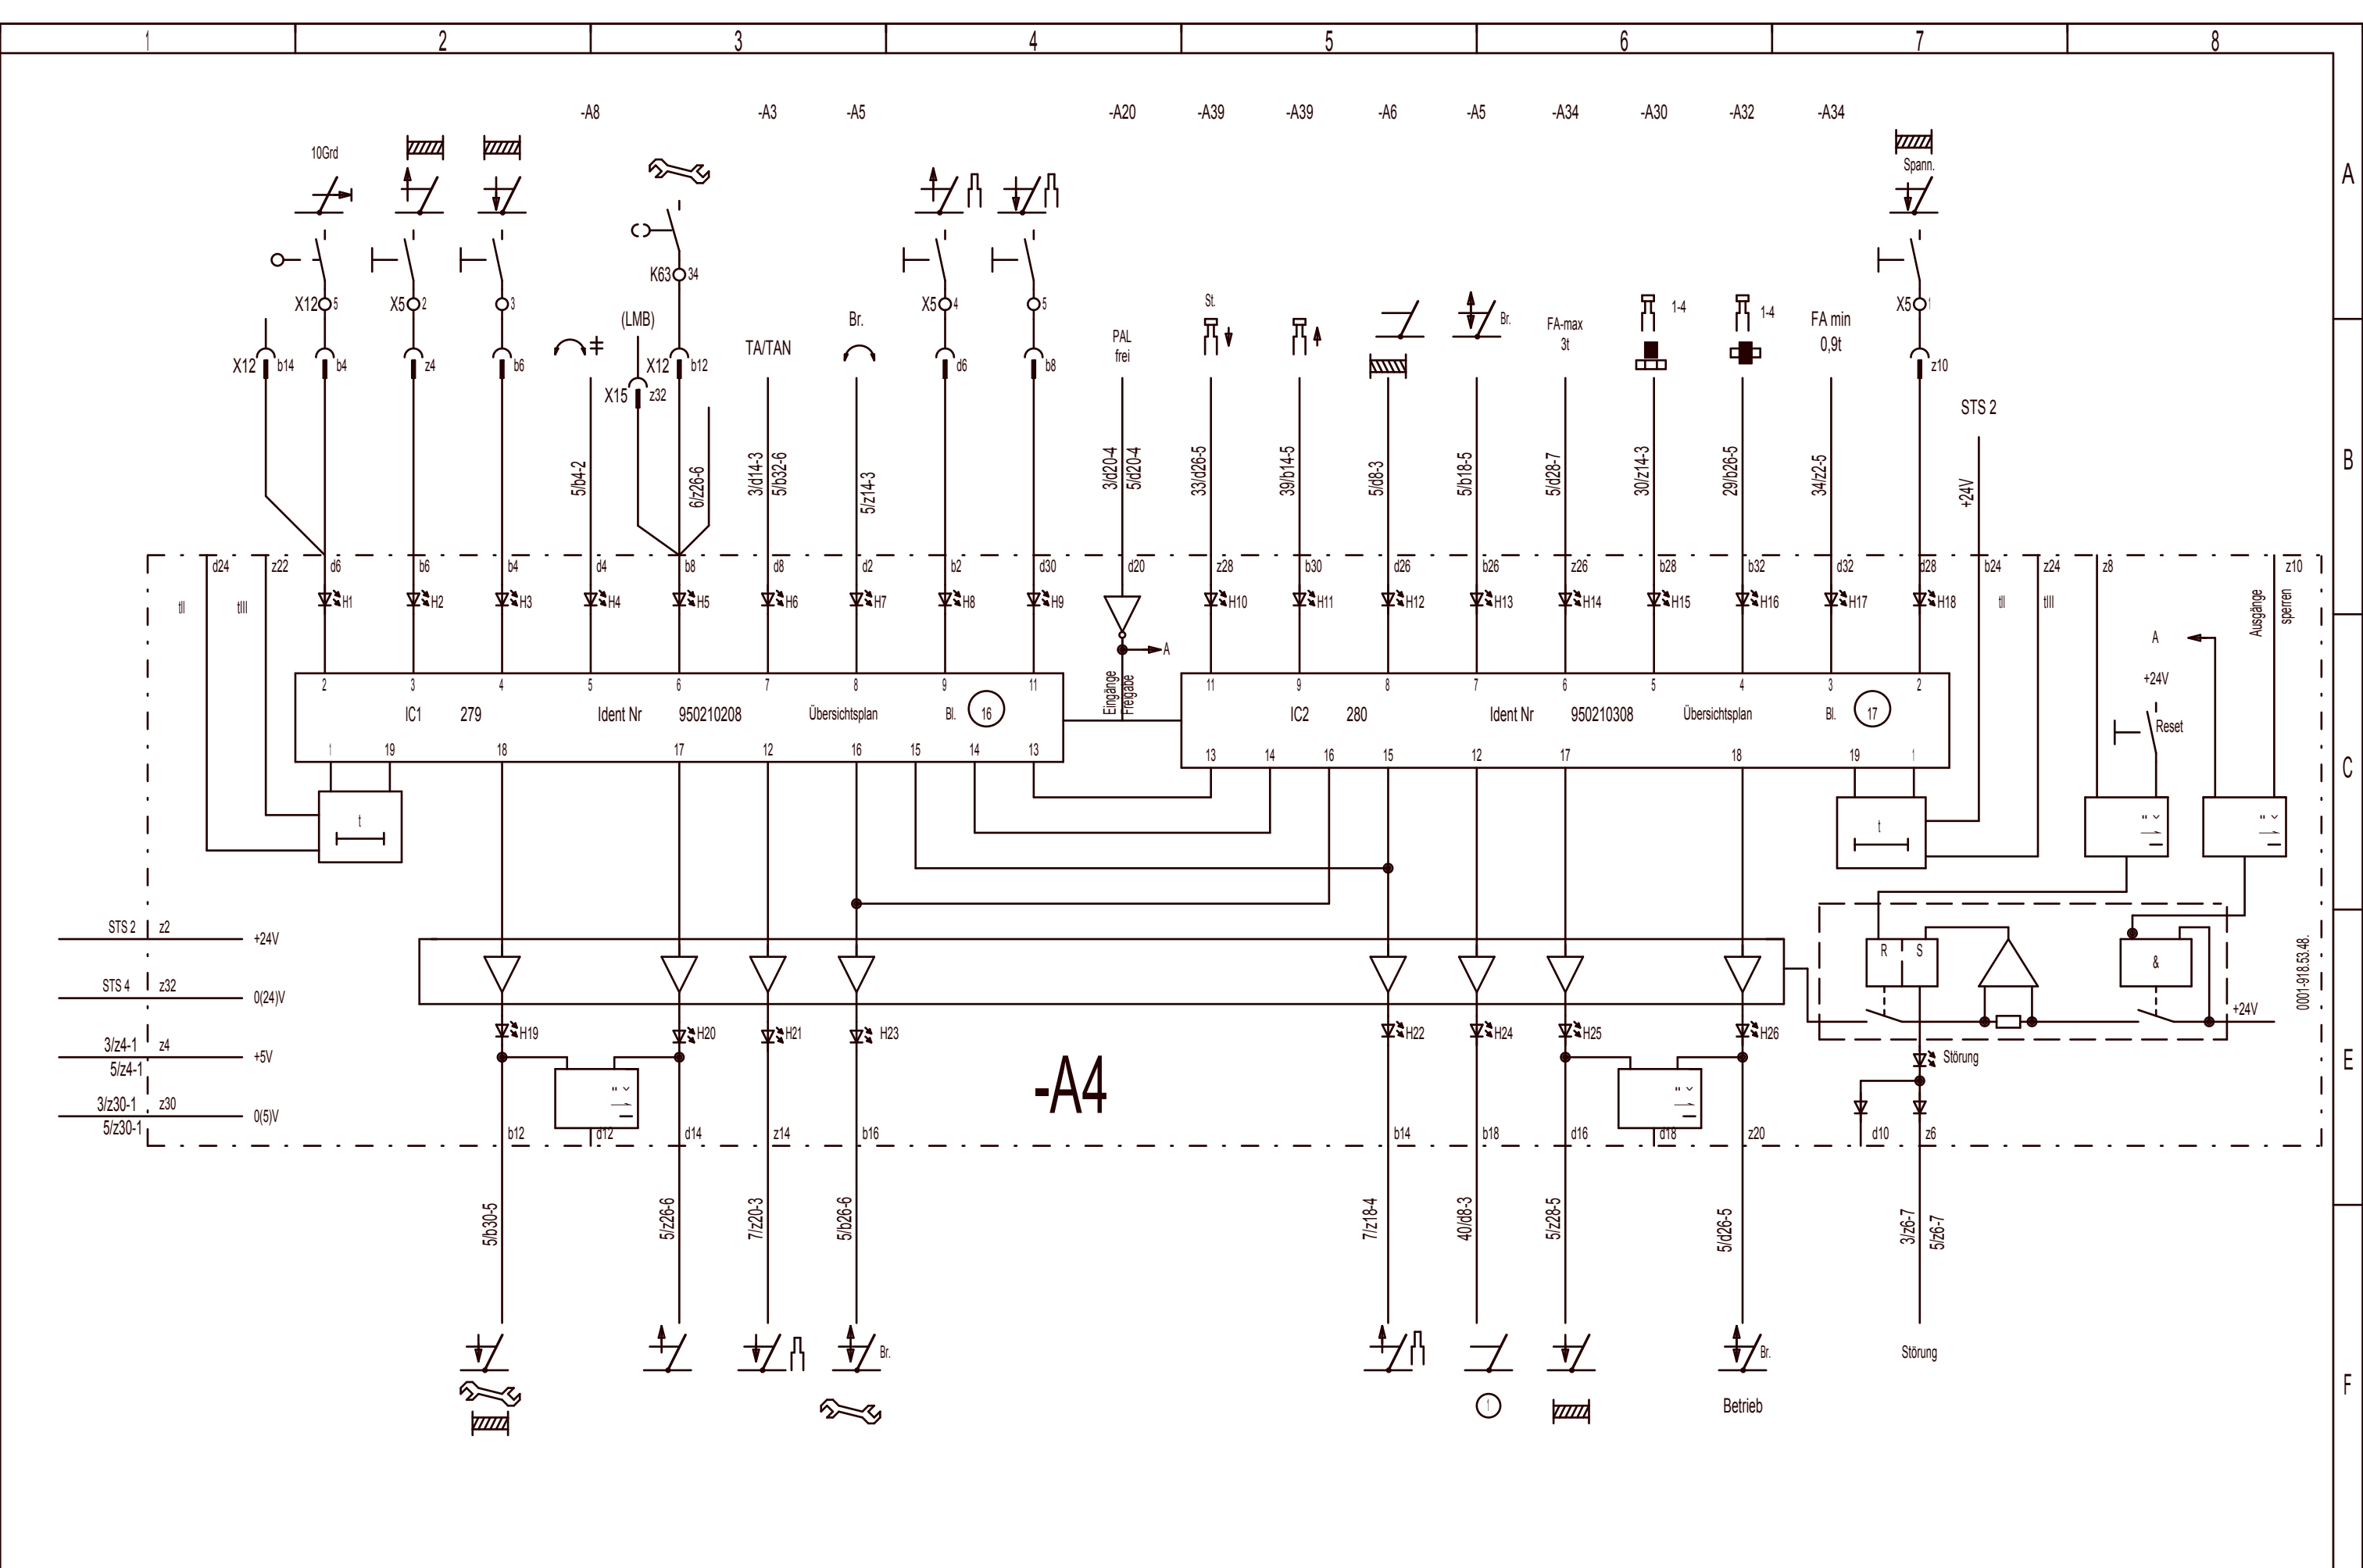 1 2 3 4 5 6 7 8
-A8 -A3 -A5 -A20 -A39 -A39 -A6 -A5 -A34 -A30 -A32 -A34
10Grd
Spann.
A
K63 34
X12 5 X5 2 3 X5 4 5 X5 1
St. 1-4 1-4
(LMB) Br. FA-max Br. FA min
TA/TAN PAL 3t 0,9t
frei
X12 b14 b4 z4 b6 X12 b12 d6 b8 z10
X15 z32
STS 2
5/b4-2 6/z26-6 3/d14-3 5/b32-6 5/z14-3 3/d20-4 5/d20-4 33/d26-5 39/b14-5 5/d8-3 5/b18-5 5/d28-7 30/z14-3 29/b26-5 34/z2-5 +24V
B
d24 z22 d6 b6 b4 d4 b8 d8 d2 b2 d30 d20 z28 b30 d26 b26 z26 b28 b32 d32 d28 b24 z24 z8 z10
tII tIII H1 H2 H3 H4 H5 H6 H7 H8 H9 H10 H11 H12 H13 H14 H15 H16 H17 H18 tII tIII
Ausgänge
sperren
A A
Eingänge
Freigabe
+24V
2 3 4 5 6 7 8 9 11 11 9 8 7 6 5 4 3 2
IC1 279 Ident Nr 950210208 Übersichtsplan Bl. 16
IC2 280 Ident Nr 950210308 Übersichtsplan Bl. 17
Reset
1 19 18 17 12 16 15 14 13 13 14 16 15 12 17 18 19 1
C
t t
STS 2 z2 +24V
R S &
STS 4 z32 0(24)V
+24V
0001-918.53.48.
H19 H20 H21 H23 H22 H24 H25 H26
3/z4-1 z4 +5V
5/z4-1
Störung
E
-A4
3/z30-1 z30 0(5)V
5/z30-1
b12 d12 d14 z14 b16 b14 b18 d16 d18 z20 d10 z6
5/b30-5 5/z26-6 7/z20-3 5/b26-6 7/z18-4 40/d8-3 5/z28-5 5/d26-5 3/z6-7 5/z6-7
Br. Br. Störung
1 Betrieb
F